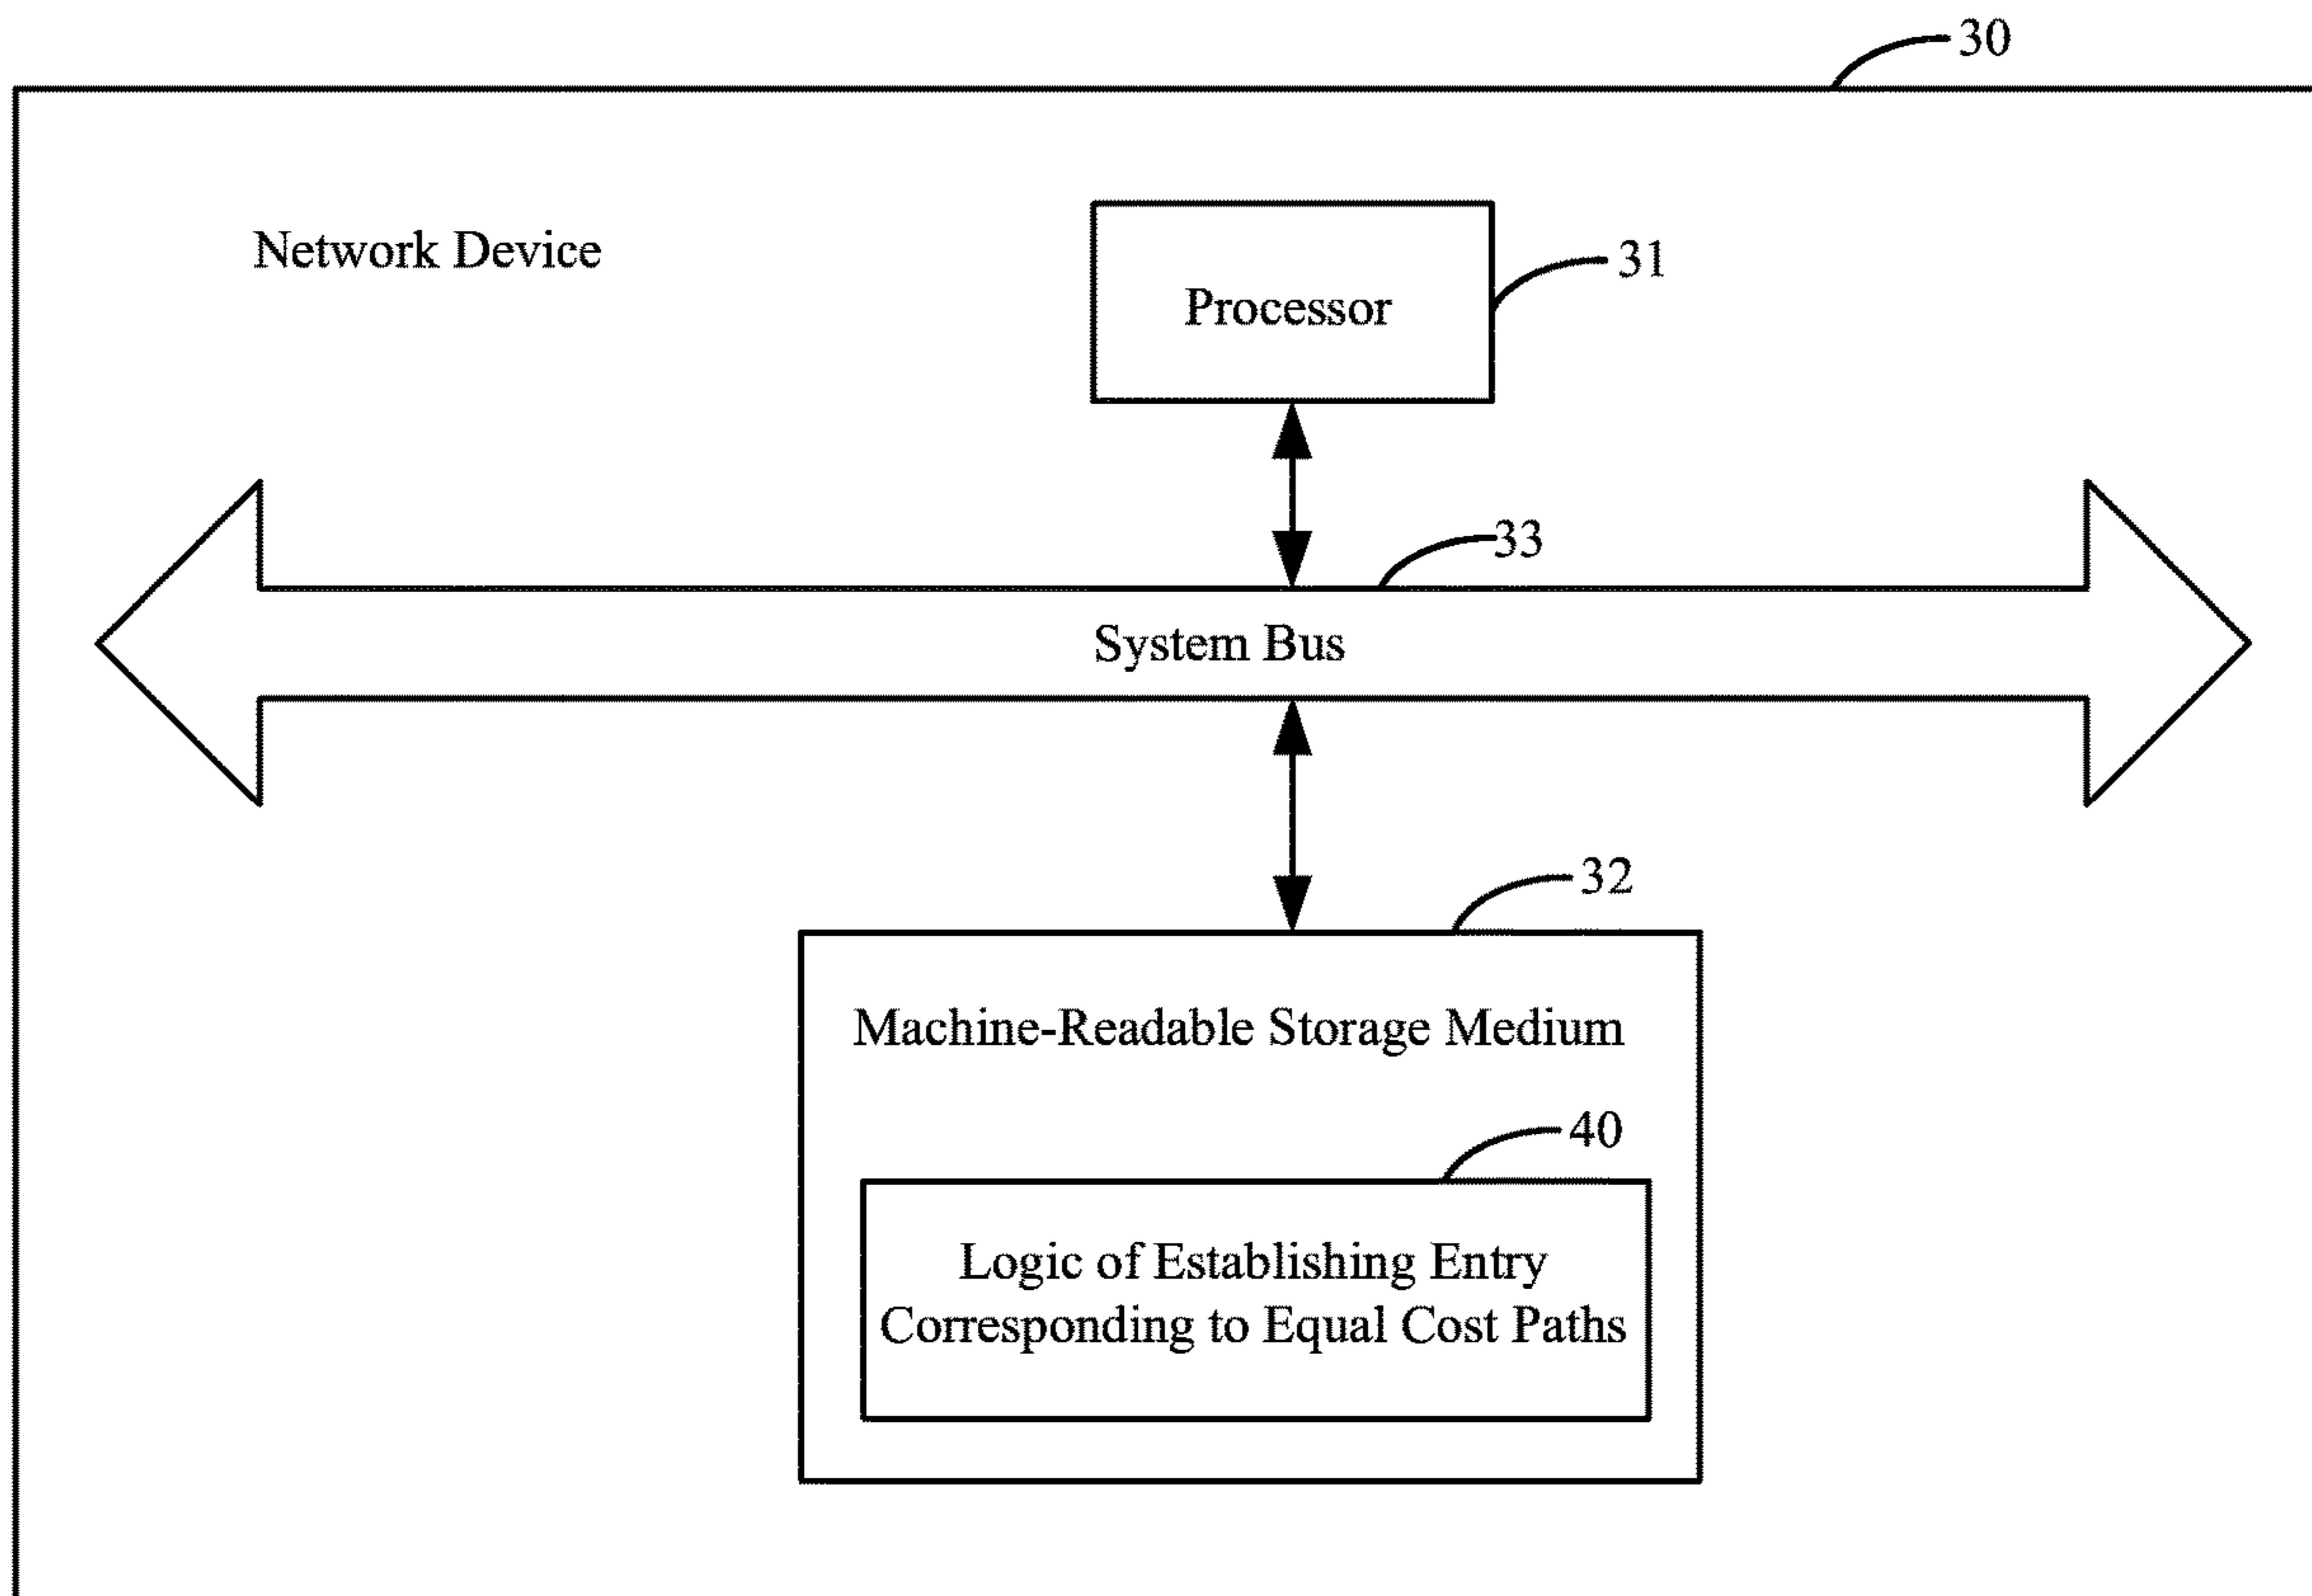 30
Network Device
31
Processor
33
System Bus
32
Machine-Readable Storage Medium
40
Logic of Establishing Entry
Corresponding to Equal Cost Paths